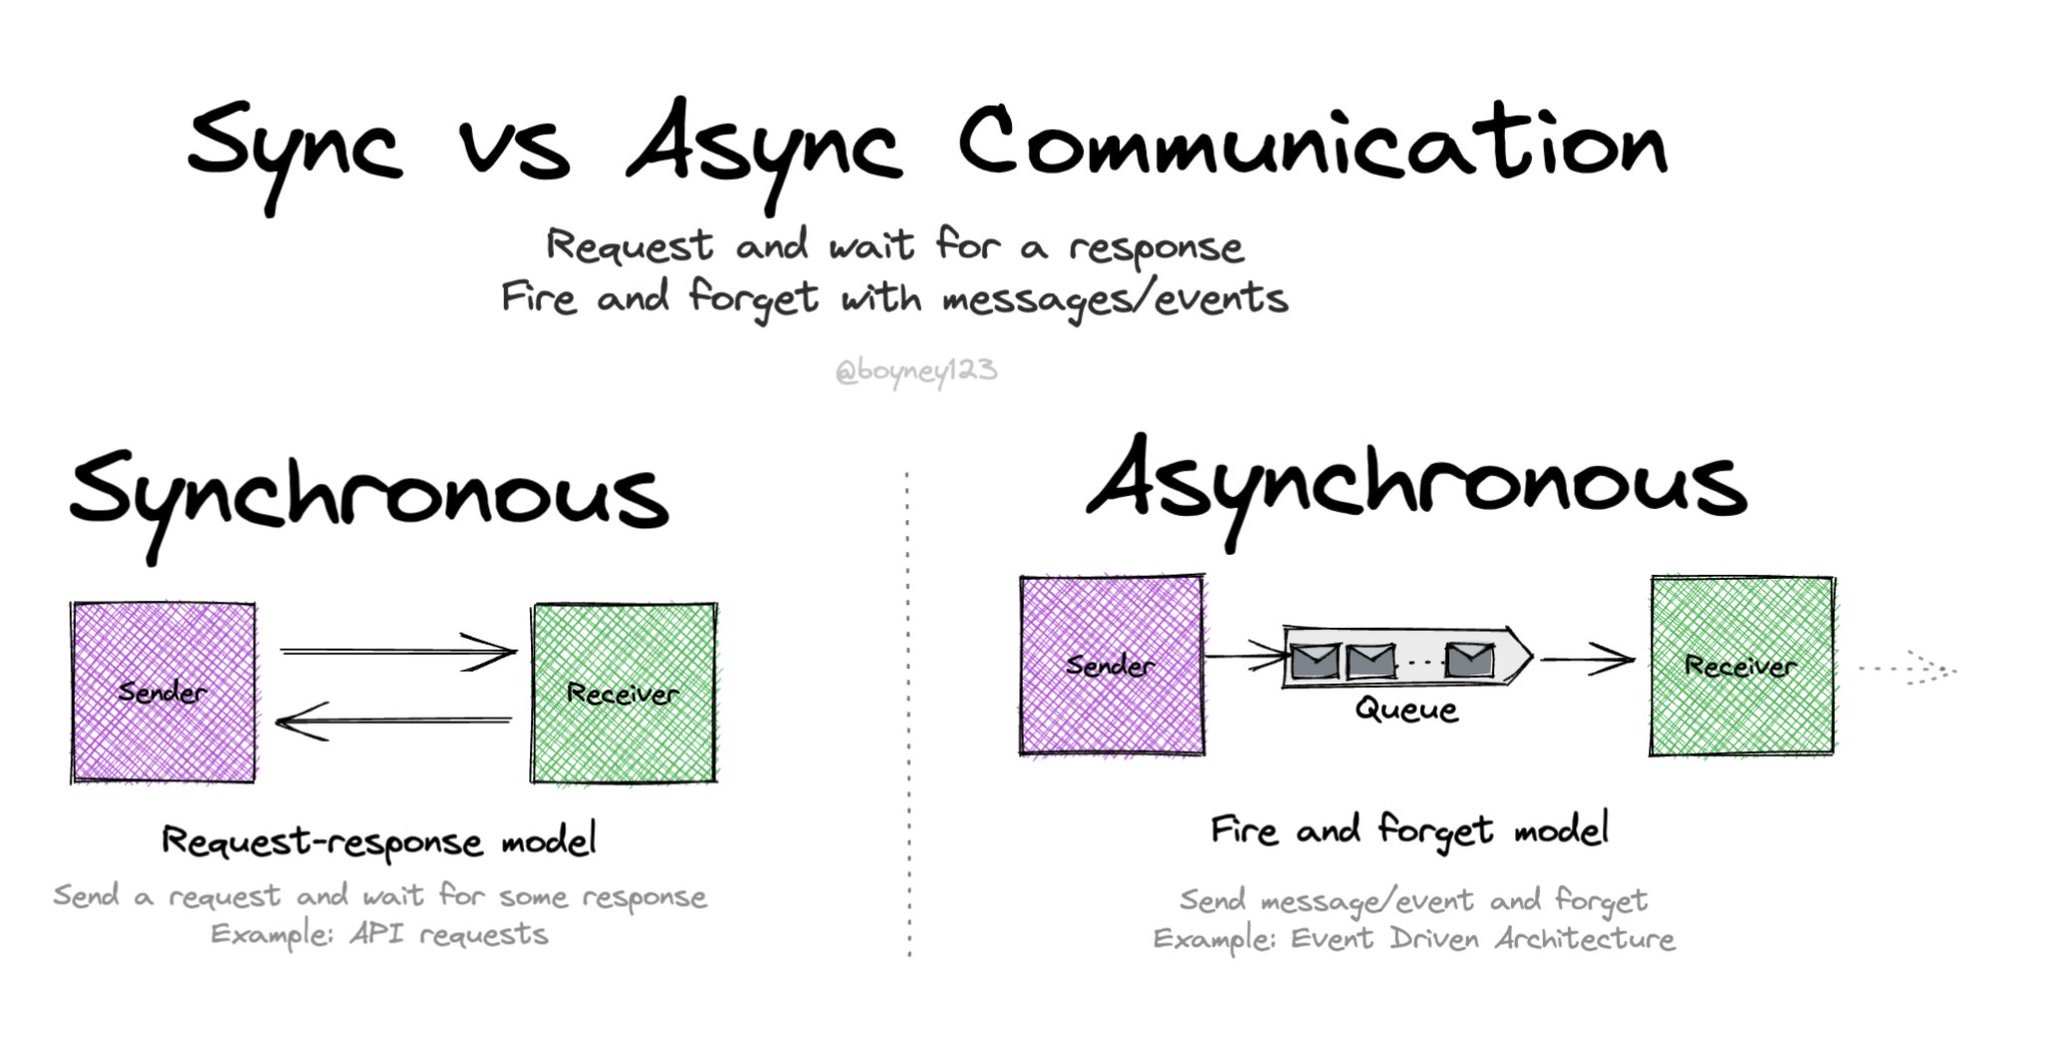 Sync vs Async Communication
Request and wait for a response
Fire and forget with messages/events
@boyney123
Synchronous
Sender
Receiver
Request-response model
Send a request and wait for some response
Example: API requests
Asynchronous
Sender
Queue
Receiver
Fire and forget model
Send message/event and forget
Example: Event Driven Architecture